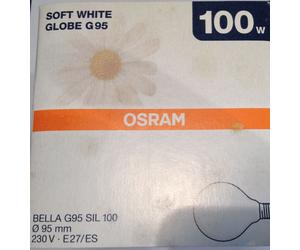 SOFT WHITE
GLOBE G95
100W
OSRAM
BELLA G95 SIL 100
Ø 95 mm
230 V · E27/ES